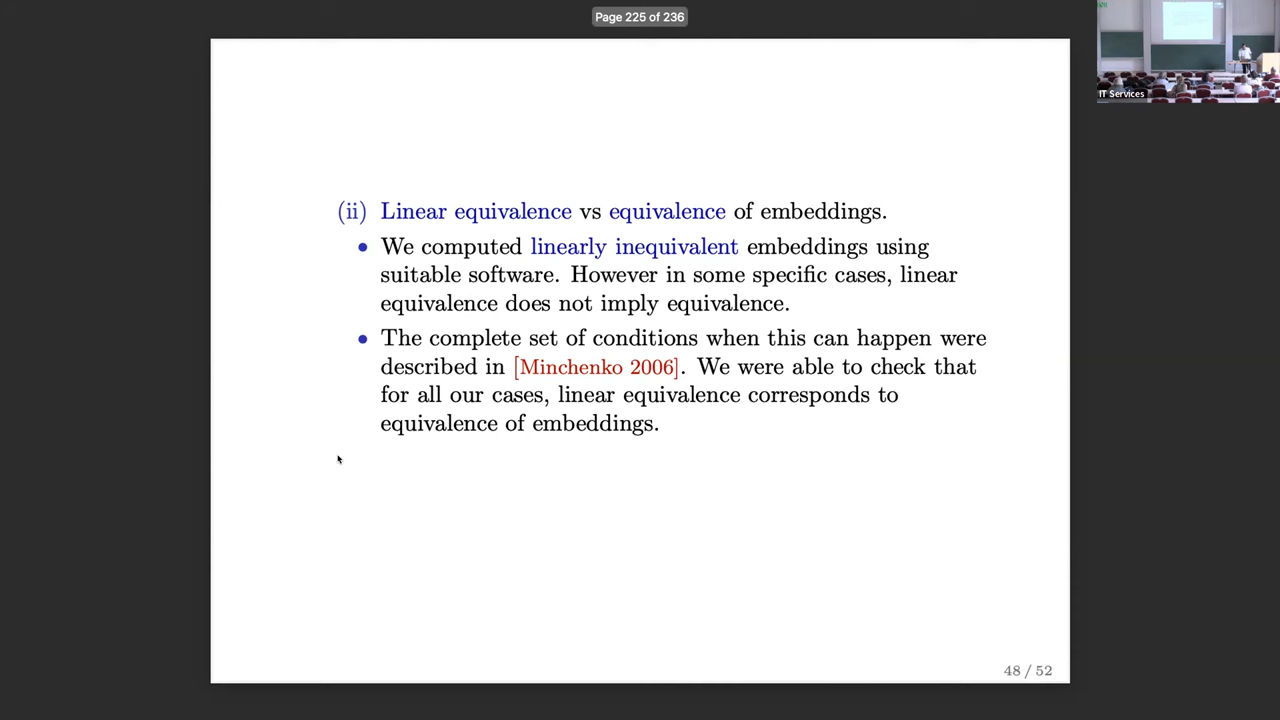 Page 225 of 236
IT Services
(ii) Linear equivalence vs equivalence of embeddings.
• We computed linearly inequivalent embeddings using
suitable software. However in some specific cases, linear
equivalence does not imply equivalence.
• The complete set of conditions when this can happen were
described in [Minchenko 2006]. We were able to check that
for all our cases, linear equivalence corresponds to
equivalence of embeddings.
48 / 52